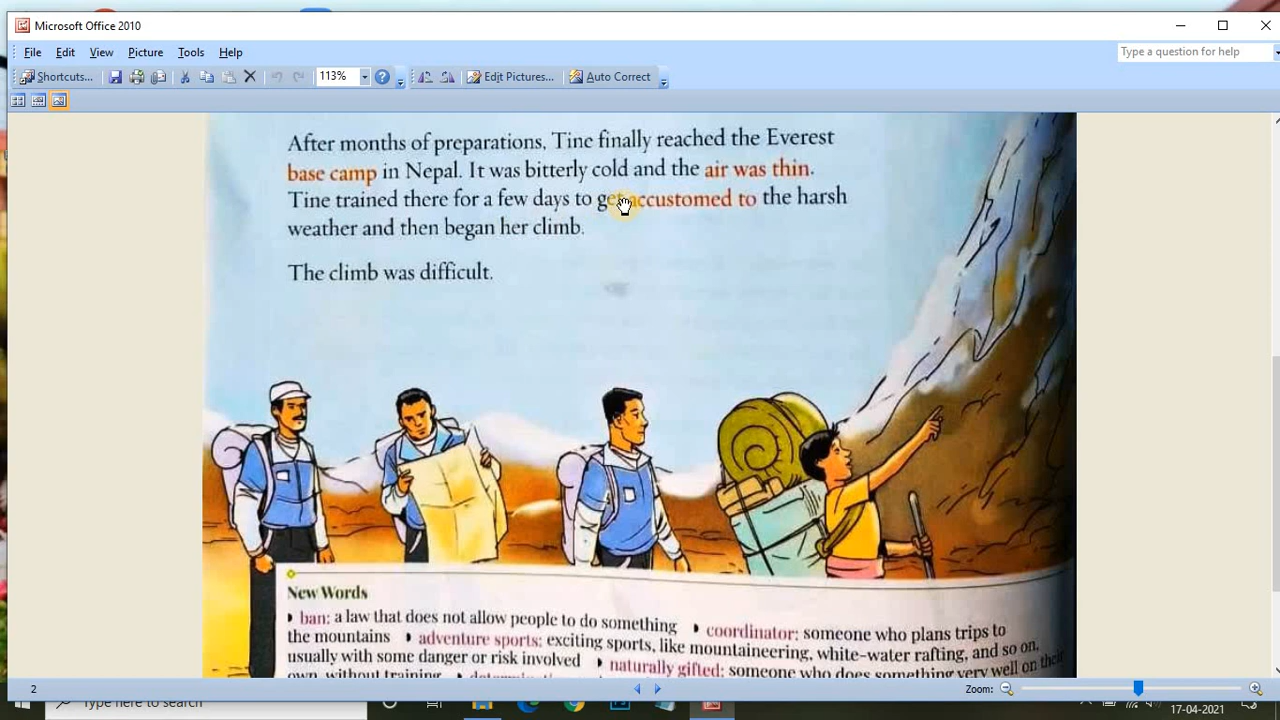 Microsoft Office 2010
File Edit View Picture Tools Help
Type a question for help
Shortcuts... 113% Edit Pictures... Auto Correct
After months of preparations, Tine finally reached the Everest
base camp in Nepal. It was bitterly cold and the air was thin.
Tine trained there for a few days to get accustomed to the harsh
weather and then began her climb.
The climb was difficult.
New Words
ban: a law that does not allow people to do something coordinator: someone who plans trips to
the mountains adventure sports: exciting sports, like mountaineering, white-water rafting, and so on,
usually with some danger or risk involved naturally gifted: someone who does something very well on their
own, without training
2 Zoom:
Type here to search
17-04-2021